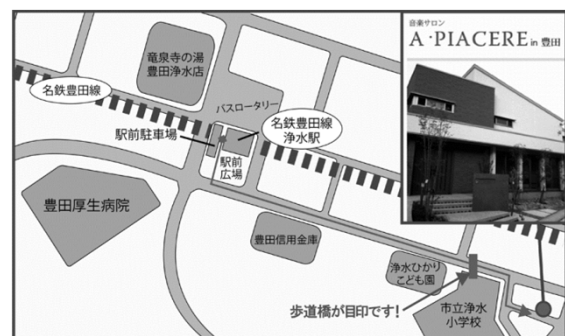 音楽サロン
A・PIACERE in 豊田
竜泉寺の湯
豊田浄水店
名鉄豊田線
バスロータリー
名鉄豊田線
浄水駅
駅前駐車場
駅前
広場
豊田厚生病院
豊田信用金庫
浄水ひかり
こども園
歩道橋が目印です!
市立浄水
小学校